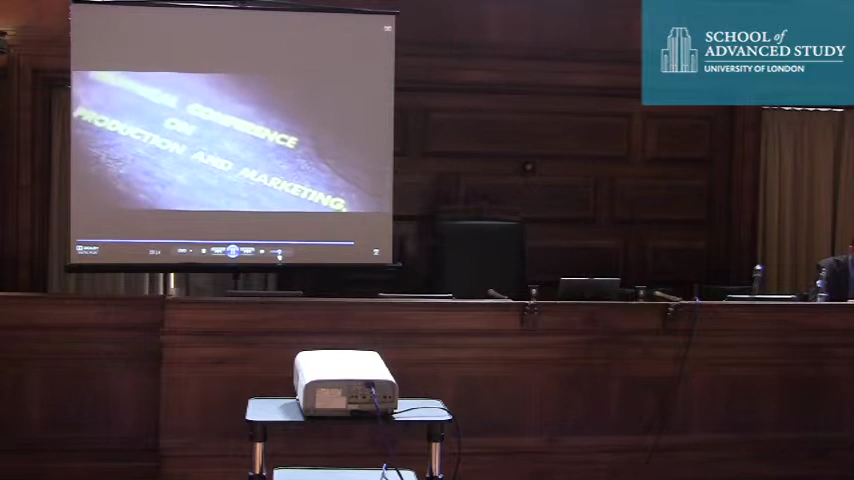 CONFERENCE
ON
PRODUCTION AND MARKETING.
SCHOOL of
ADVANCED STUDY
UNIVERSITY OF LONDON